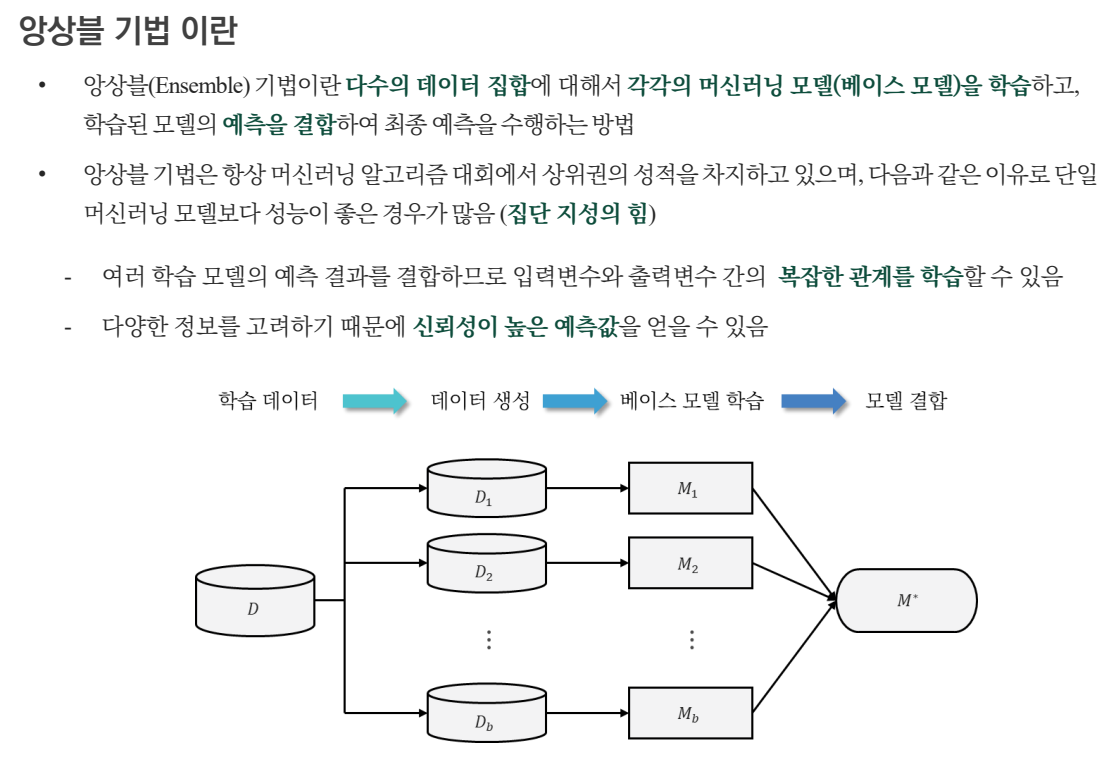 앙상블 기법 이란
• 앙상블(Ensemble) 기법이란 다수의 데이터 집합에 대해서 각각의 머신러닝 모델(베이스 모델)을 학습하고,
학습된 모델의 예측을 결합하여 최종 예측을 수행하는 방법
• 앙상블 기법은 항상 머신러닝 알고리즘 대회에서 상위권의 성적을 차지하고 있으며, 다음과 같은 이유로 단일
머신러닝 모델보다 성능이 좋은 경우가 많음 (집단 지성의 힘)
- 여러 학습 모델의 예측 결과를 결합하므로 입력변수와 출력변수 간의 복잡한 관계를 학습할 수 있음
- 다양한 정보를 고려하기 때문에 신뢰성이 높은 예측값을 얻을 수 있음
학습 데이터 데이터 생성 베이스 모델 학습 모델 결합
D₁ M₁
D₂ M₂
D M*
⋮ ⋮
D_b M_b